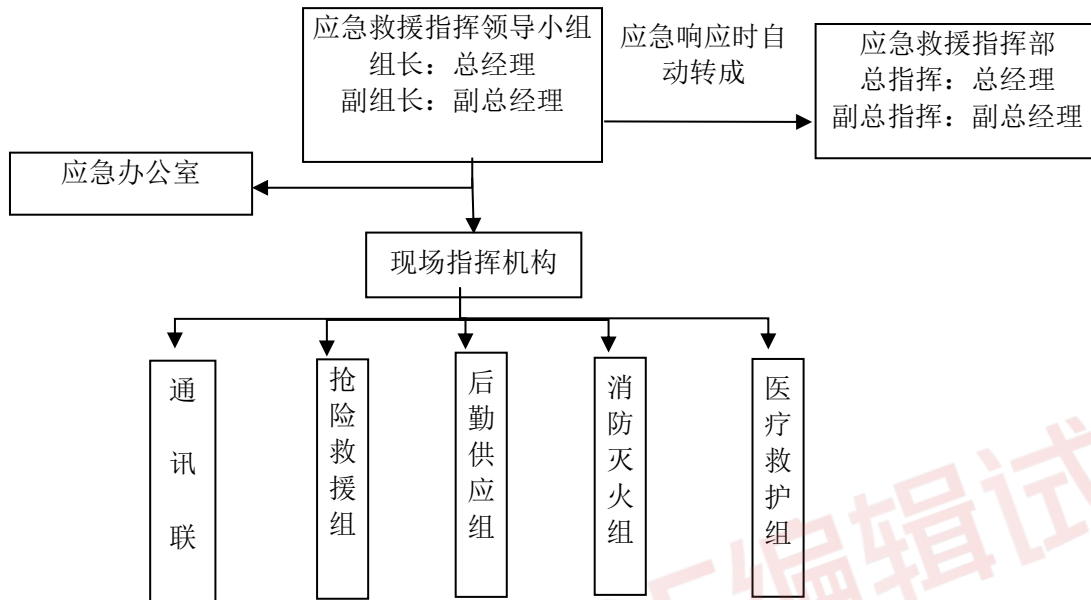 应急救援指挥领导小组
组长：总经理
副组长：副总经理
应急响应时自
动转成
应急救援指挥部
总指挥：总经理
副总指挥：副总经理
应急办公室
现场指挥机构
通讯联
抢险救援组
后勤供应组
消防灭火组
医疗救护组
编辑试